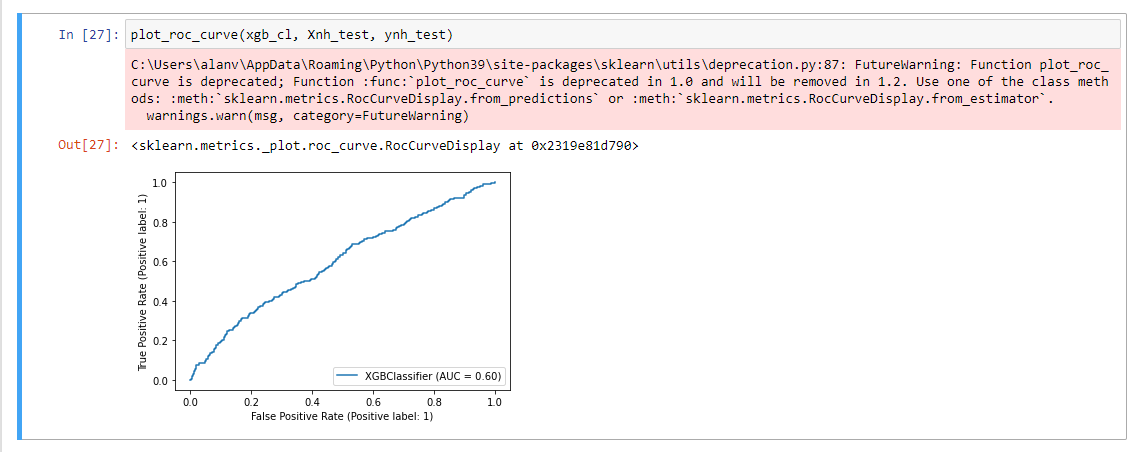 In [27]: plot_roc_curve(xgb_cl, Xnh_test, ynh_test)
C:\Users\alanv\AppData\Roaming\Python\Python39\site-packages\sklearn\utils\deprecation.py:87: FutureWarning: Function plot_roc_
curve is deprecated; Function :func:`plot_roc_curve` is deprecated in 1.0 and will be removed in 1.2. Use one of the class meth
ods: :meth:`sklearn.metrics.RocCurveDisplay.from_predictions` or :meth:`sklearn.metrics.RocCurveDisplay.from_estimator`.
  warnings.warn(msg, category=FutureWarning)
Out[27]: <sklearn.metrics._plot.roc_curve.RocCurveDisplay at 0x2319e81d790>
True Positive Rate (Positive label: 1)
1.0
0.8
0.6
0.4
0.2
0.0
XGBClassifier (AUC = 0.60)
0.0 0.2 0.4 0.6 0.8 1.0
False Positive Rate (Positive label: 1)